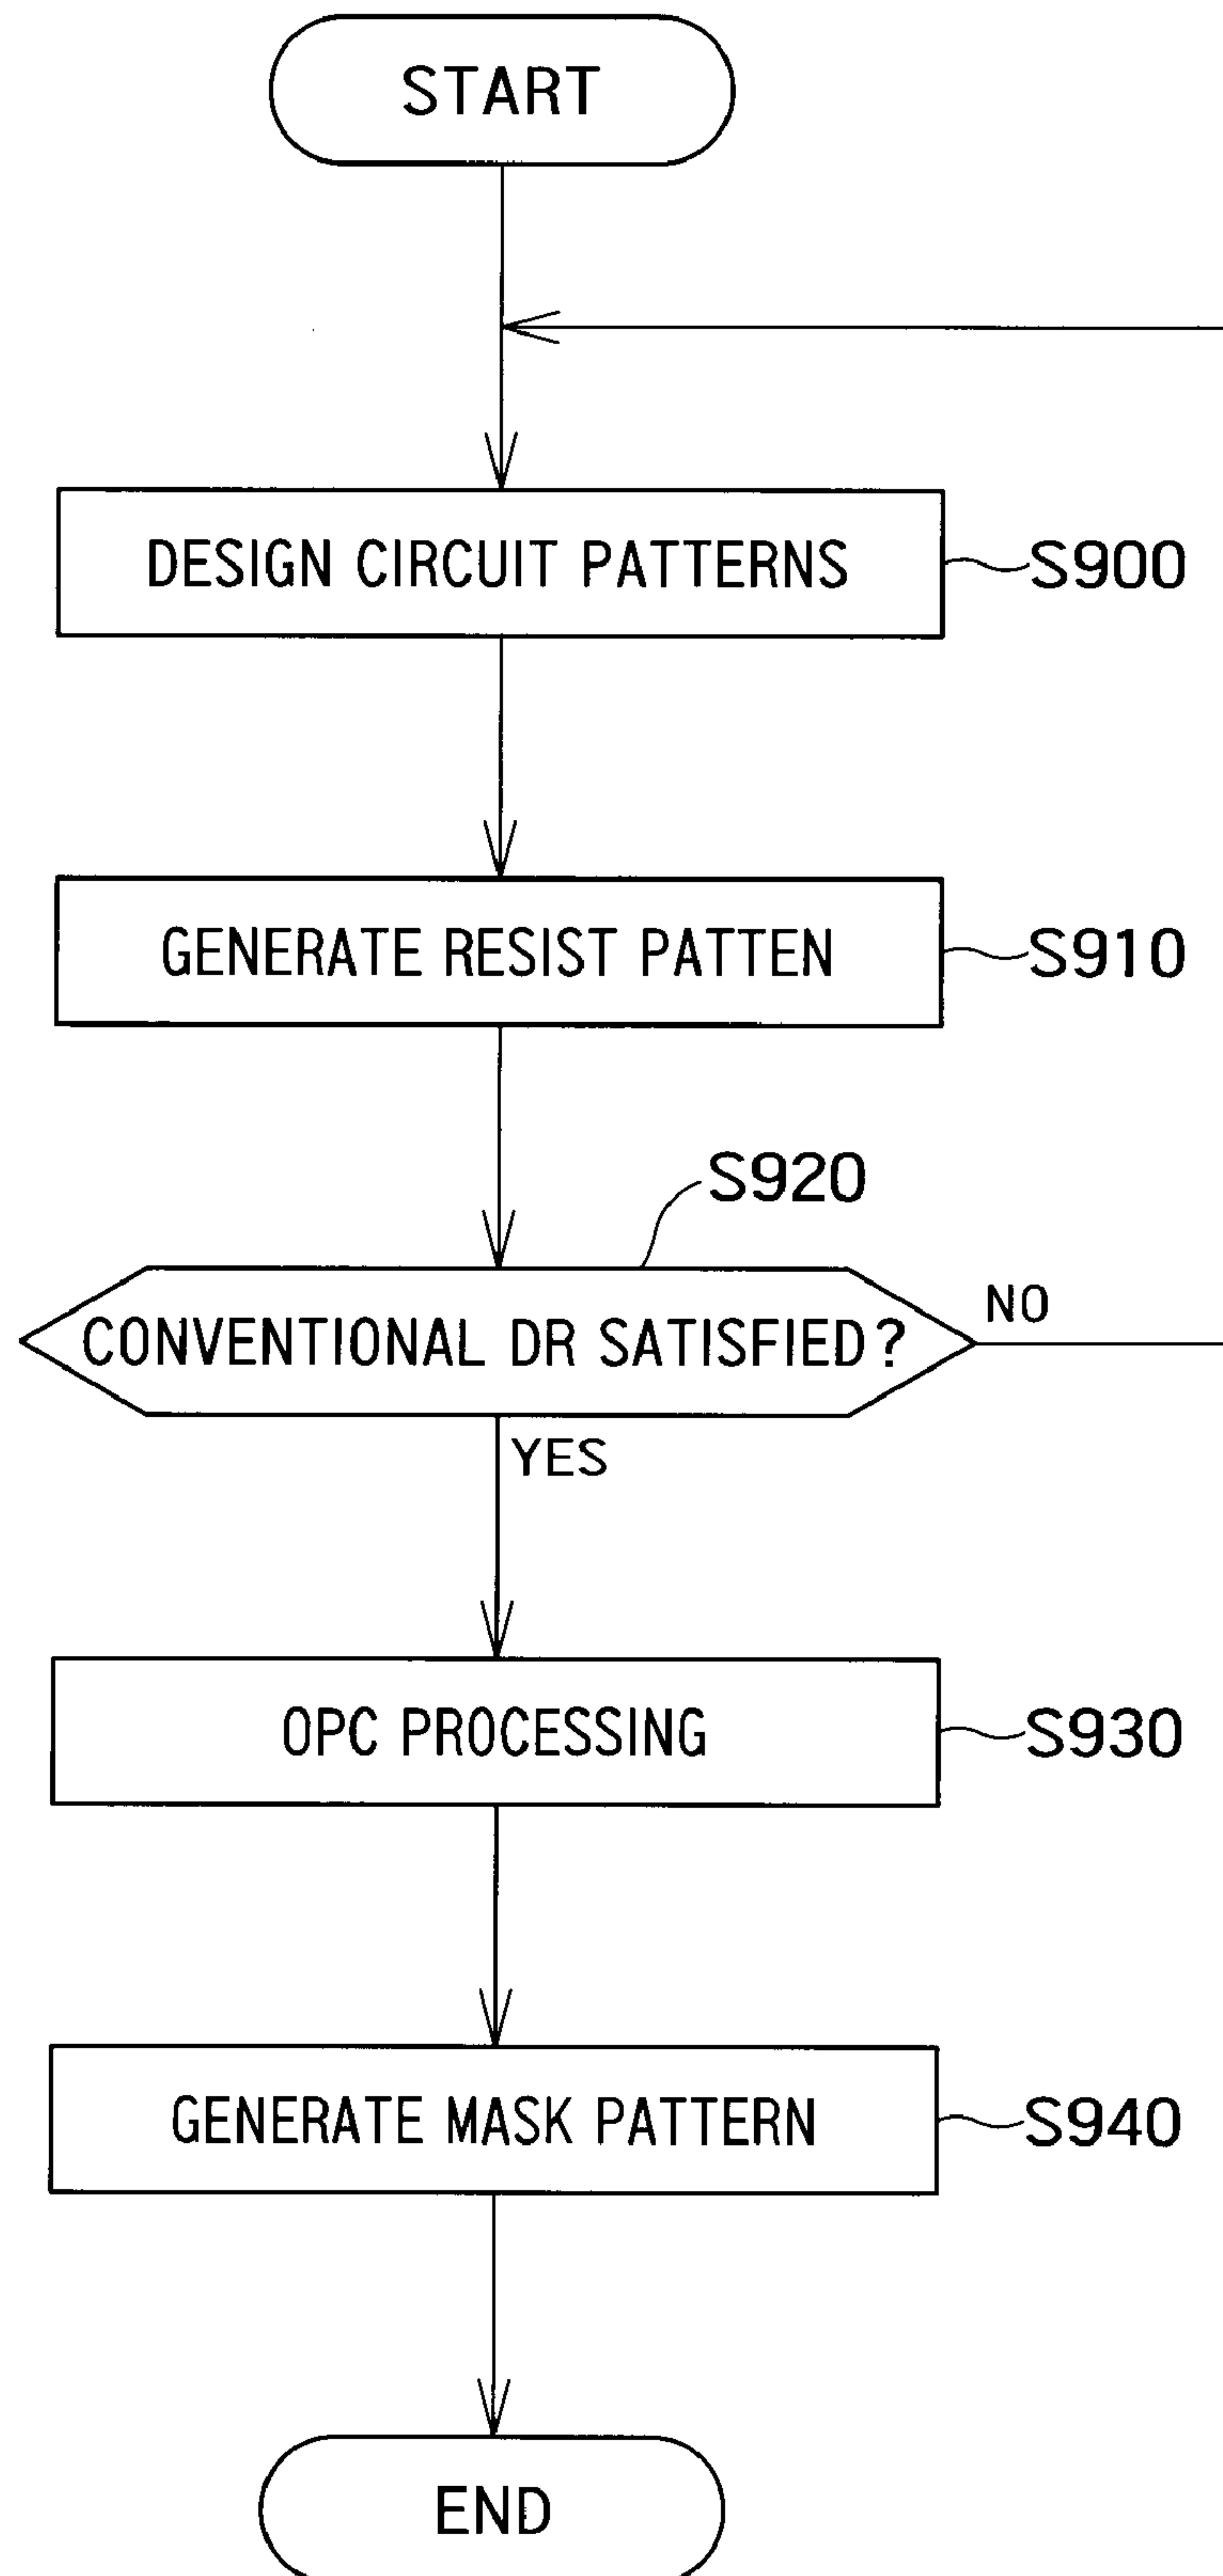 START
DESIGN CIRCUIT PATTERNS
S900
GENERATE RESIST PATTEN
S910
S920
CONVENTIONAL DR SATISFIED?
NO
YES
OPC PROCESSING
S930
GENERATE MASK PATTERN
S940
END